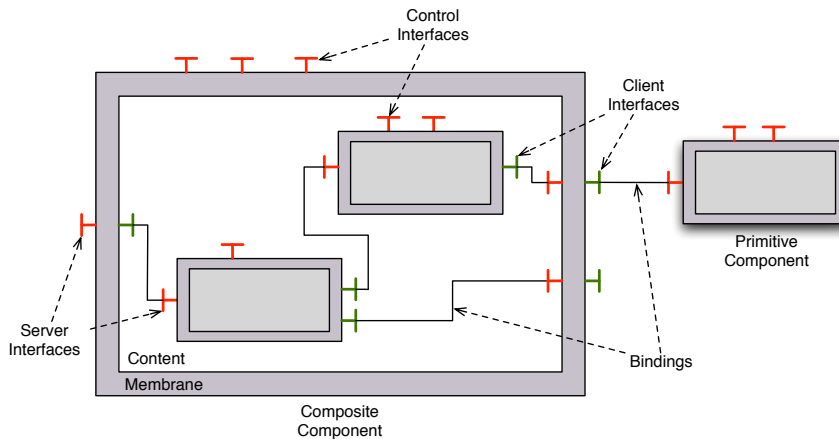 Control
Interfaces
Client
Interfaces
Primitive
Component
Server
Interfaces
Content
Membrane
Bindings
Composite
Component